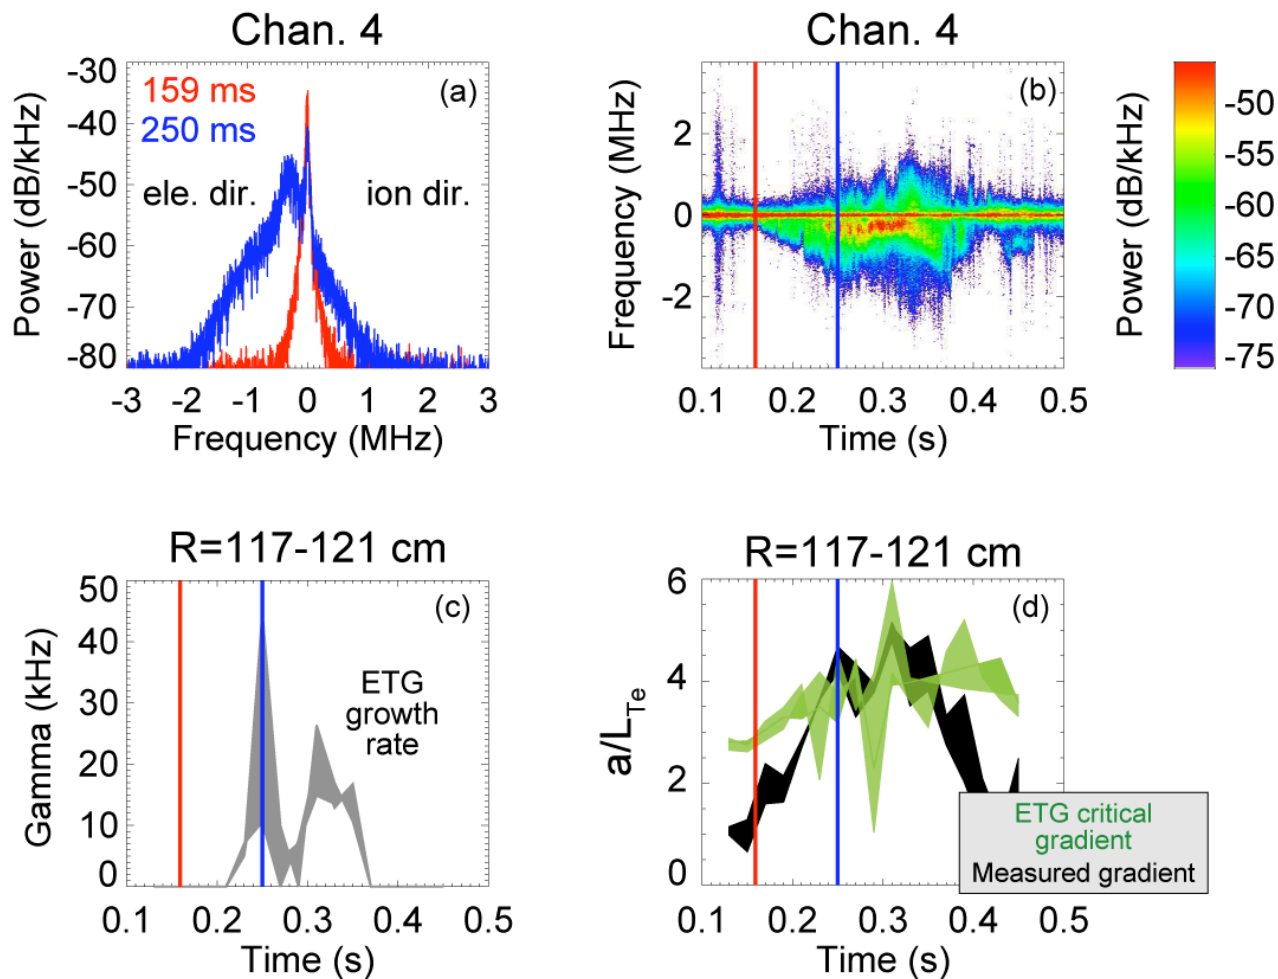 Chan. 4
Power (dB/kHz)
-30
-40
-50
-60
-70
-80
159 ms
250 ms
(a)
ele. dir.
ion dir.
-3 -2 -1 0 1 2 3
Frequency (MHz)
Chan. 4
Frequency (MHz)
2
0
-2
(b)
0.1 0.2 0.3 0.4 0.5
Time (s)
Power (dB/kHz)
-50
-55
-60
-65
-70
-75
R=117-121 cm
Gamma (kHz)
50
40
30
20
10
0
(c)
ETG
growth
rate
0.1 0.2 0.3 0.4 0.5
Time (s)
R=117-121 cm
a/L_Te
6
4
2
0
(d)
ETG critical
gradient
Measured gradient
0.1 0.2 0.3 0.4 0.5
Time (s)